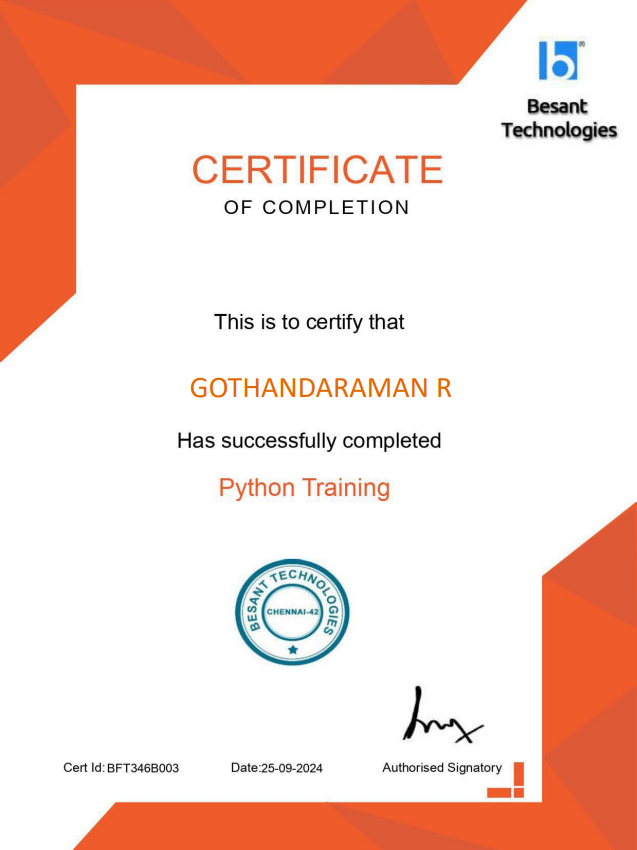 b®
Besant
Technologies
CERTIFICATE
OF COMPLETION
This is to certify that
GOTHANDARAMAN R
Has successfully completed
Python Training
BESANT TECHNOLOGIES
CHENNAI-42
Cert Id: BFT346B003 Date:25-09-2024 Authorised Signatory